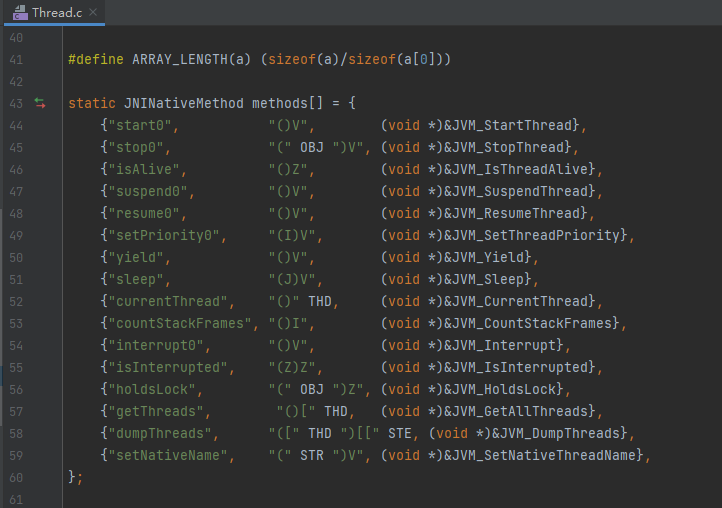 Thread.c
40
41 #define ARRAY_LENGTH(a) (sizeof(a)/sizeof(a[0]))
42
43 static JNINativeMethod methods[] = {
44     {"start0",           "()V",        (void *)&JVM_StartThread},
45     {"stop0",            "(" OBJ ")V", (void *)&JVM_StopThread},
46     {"isAlive",          "()Z",        (void *)&JVM_IsThreadAlive},
47     {"suspend0",         "()V",        (void *)&JVM_SuspendThread},
48     {"resume0",          "()V",        (void *)&JVM_ResumeThread},
49     {"setPriority0",     "(I)V",       (void *)&JVM_SetThreadPriority},
50     {"yield",            "()V",        (void *)&JVM_Yield},
51     {"sleep",            "(J)V",       (void *)&JVM_Sleep},
52     {"currentThread",    "()" THD,     (void *)&JVM_CurrentThread},
53     {"countStackFrames", "()I",        (void *)&JVM_CountStackFrames},
54     {"interrupt0",       "()V",        (void *)&JVM_Interrupt},
55     {"isInterrupted",    "(Z)Z",       (void *)&JVM_IsInterrupted},
56     {"holdsLock",        "(" OBJ ")Z", (void *)&JVM_HoldsLock},
57     {"getThreads",        "()[" THD,   (void *)&JVM_GetAllThreads},
58     {"dumpThreads",      "([" THD ")[[" STE, (void *)&JVM_DumpThreads},
59     {"setNativeName",    "(" STR ")V", (void *)&JVM_SetNativeThreadName},
60 };
61